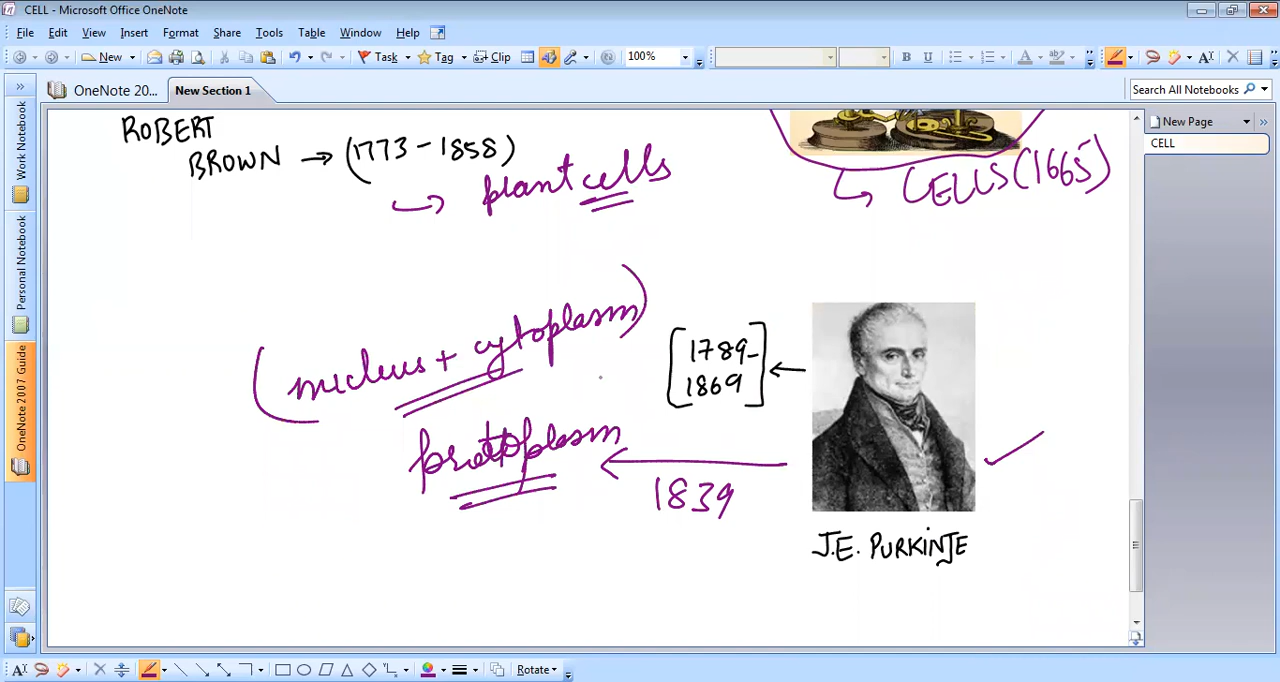 CELL - Microsoft Office OneNote
File Edit View Insert Format Share Tools Table Window Help
New Task Tag Clip 100% B U A ab
OneNote 20... New Section 1
Search All Notebooks
New Page
CELL
Work Notebook
Personal Notebook
OneNote 2007 Guide
ROBERT
BROWN → (1773 - 1858)
→ plant cells
→ CELLS (1665)
(nucleus + cytoplasm)
[1789-
1869] ←
protoplasm ←
1839
J.E. PURKINJE
Rotate